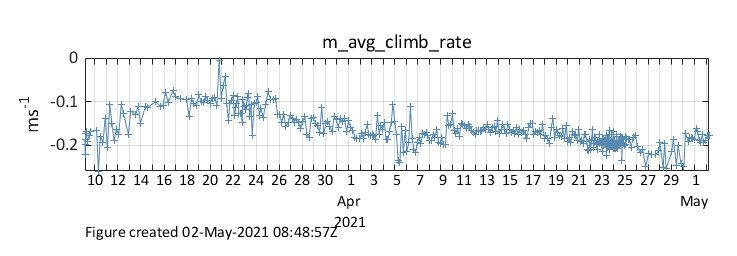 m_avg_climb_rate
0
-0.1
-0.2
ms-1
10 12 14 16 18 20 22 24 26 28 30 1 3 5 7 9 11 13 15 17 19 21 23 25 27 29 1
Apr May
2021
Figure created 02-May-2021 08:48:57Z